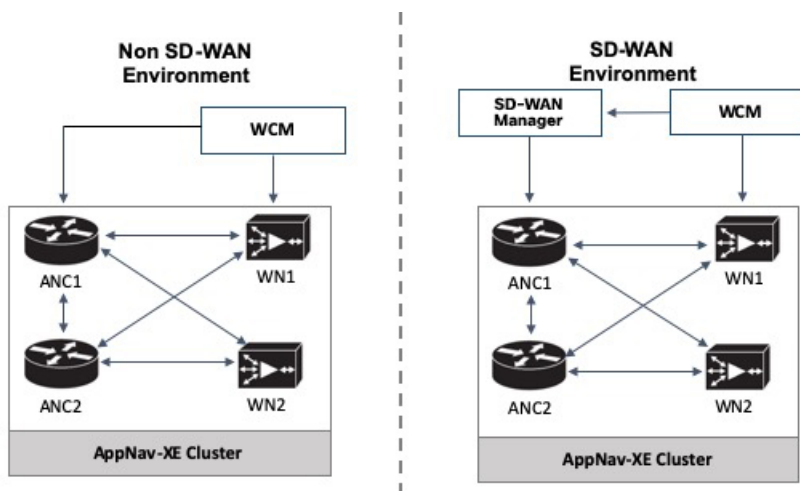 Non SD-WAN
Environment
WCM
ANC1
WN1
ANC2
WN2
AppNav-XE Cluster
SD-WAN
Environment
SD-WAN
Manager
WCM
ANC1
WN1
ANC2
WN2
AppNav-XE Cluster